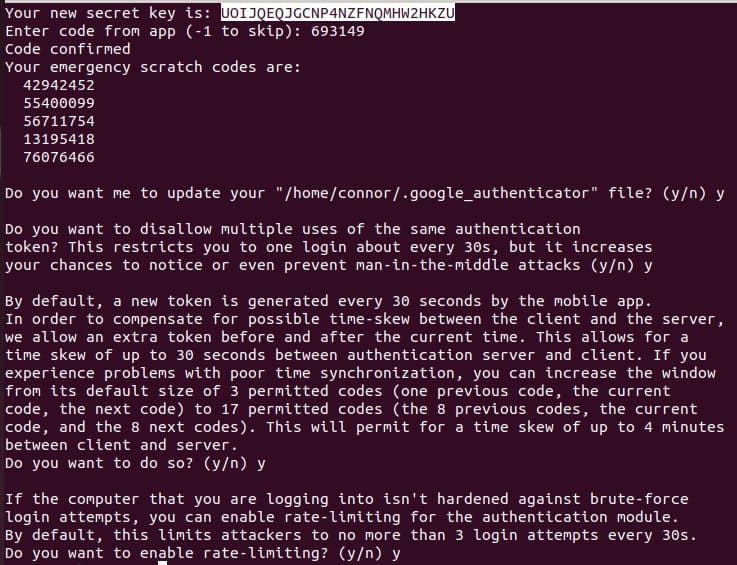 Your new secret key is: UOIJQEQJGCNP4NZFNQMHW2HKZU
Enter code from app (-1 to skip): 693149
Code confirmed
Your emergency scratch codes are:
42942452
55400099
56711754
13195418
76076466
Do you want me to update your "/home/connor/.google_authenticator" file? (y/n) y
Do you want to disallow multiple uses of the same authentication
token? This restricts you to one login about every 30s, but it increases
your chances to notice or even prevent man-in-the-middle attacks (y/n) y
By default, a new token is generated every 30 seconds by the mobile app.
In order to compensate for possible time-skew between the client and the server,
we allow an extra token before and after the current time. This allows for a
time skew of up to 30 seconds between authentication server and client. If you
experience problems with poor time synchronization, you can increase the window
from its default size of 3 permitted codes (one previous code, the current
code, the next code) to 17 permitted codes (the 8 previous codes, the current
code, and the 8 next codes). This will permit for a time skew of up to 4 minutes
between client and server.
Do you want to do so? (y/n) y
If the computer that you are logging into isn't hardened against brute-force
login attempts, you can enable rate-limiting for the authentication module.
By default, this limits attackers to no more than 3 login attempts every 30s.
Do you want to enable rate-limiting? (y/n) y